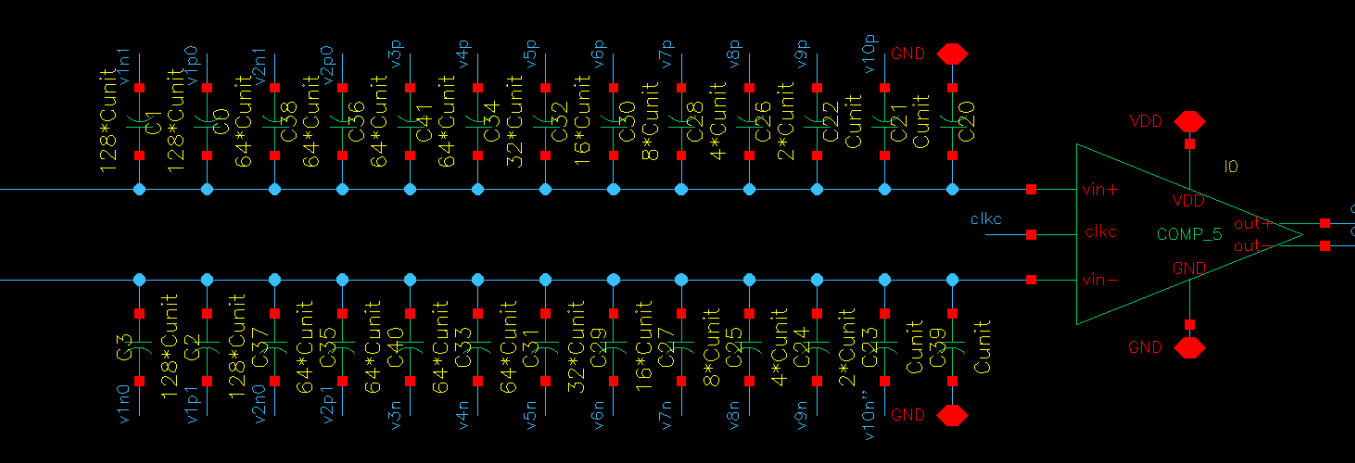 v1n1
128*Cunit
C1
v1p0
128*Cunit
C0
v2n1
64*Cunit
C38
v2p0
64*Cunit
C36
v3p
64*Cunit
C41
v4p
64*Cunit
C34
v5p
32*Cunit
C32
v6p
16*Cunit
C30
v7p
8*Cunit
C28
v8p
4*Cunit
C26
v9p
2*Cunit
C22
v10p
Cunit
C21
GND
Cunit
C20
VDD
I0
vin+
VDD
clkc
clkc
COMP_5
out+
out-
GND
vin-
GND
C3
128*Cunit
v1n0
C2
128*Cunit
v1p1
C37
64*Cunit
v2n0
C35
64*Cunit
v2p1
C40
64*Cunit
v3n
C33
64*Cunit
v4n
C31
32*Cunit
v5n
C29
16*Cunit
v6n
C27
8*Cunit
v7n
C25
4*Cunit
v8n
C24
2*Cunit
v9n
C23
Cunit
v10n"
C39
Cunit
GND